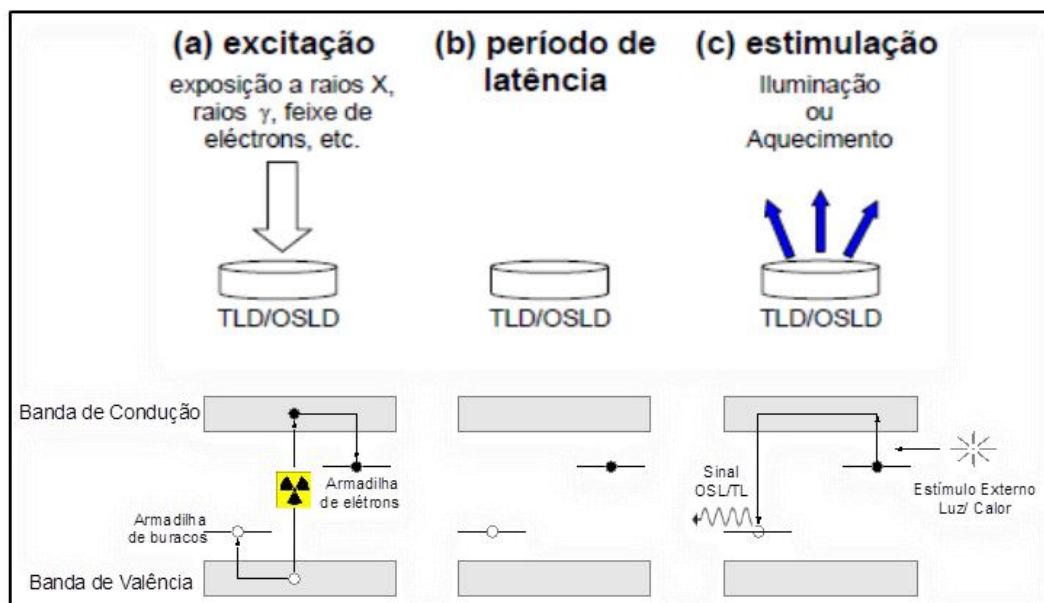 (a) excitação
exposição a raios X,
raios γ, feixe de
eléctrons, etc.
TLD/OSLD
(b) período de
latência
TLD/OSLD
(c) estimulação
Iluminação
ou
Aquecimento
TLD/OSLD
Banda de Condução
Armadilha
de elétrons
Armadilha
de buracos
Banda de Valência
Sinal
OSL/TL
Estímulo Externo
Luz/ Calor